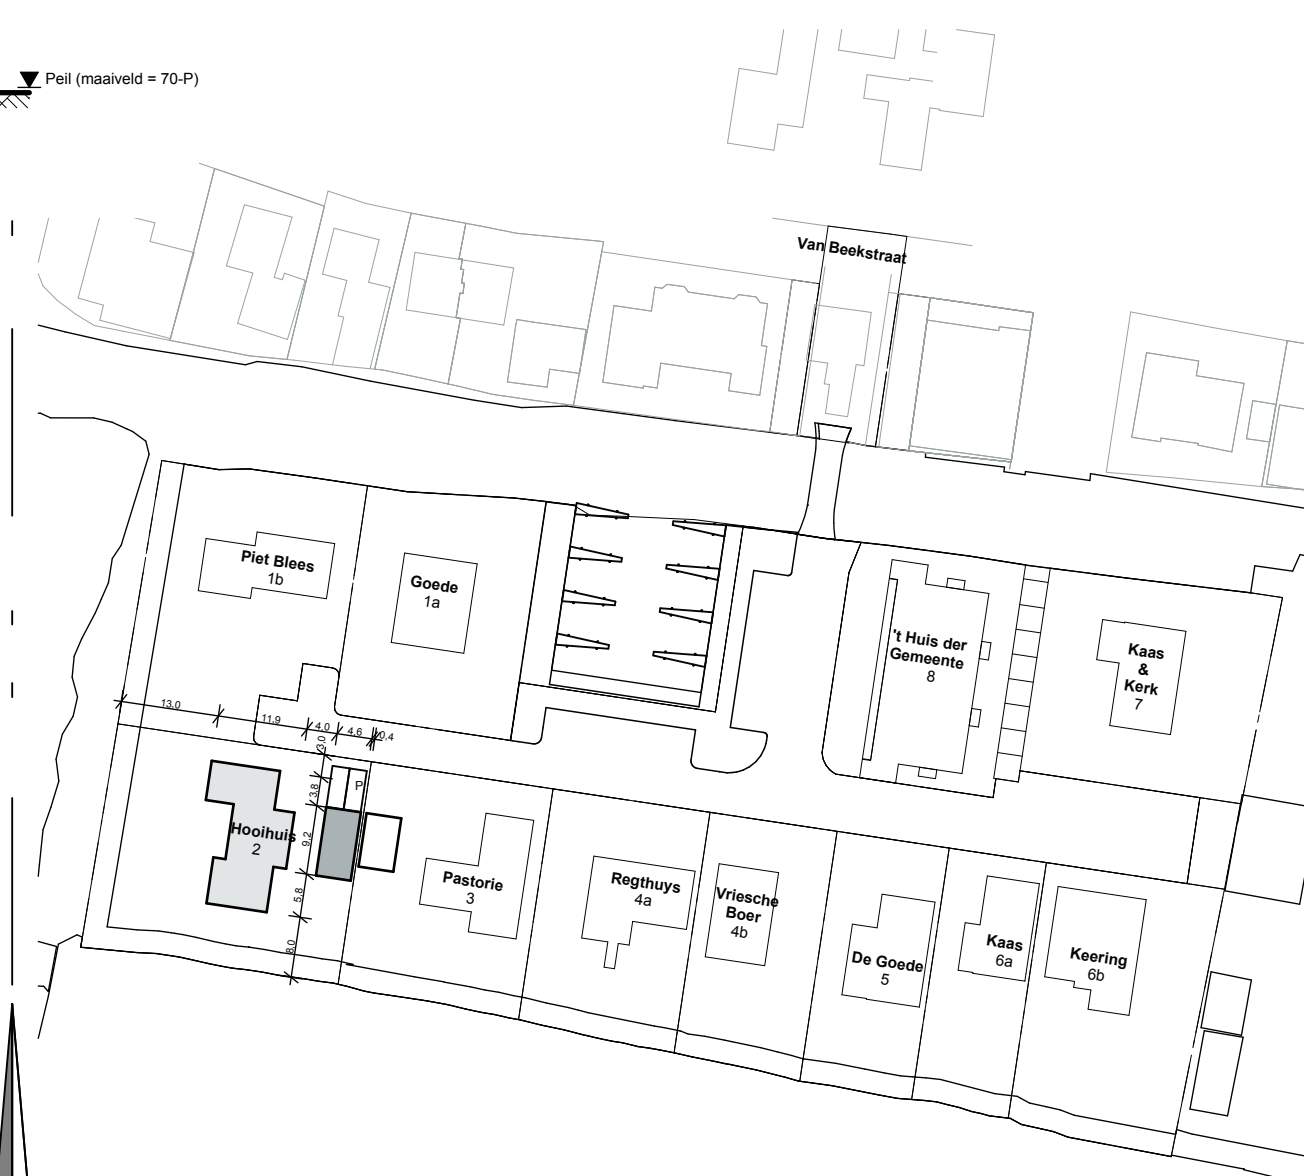 Peil (maaiveld = 70-P)
Van Beekstraat
Piet Blees
1b
Goede
1a
't Huis der
Gemeente
8
Kaas
&
Kerk
7
13,0
11,9
4,0
4,6
0,4
3,0
3,8
P
9,2
Hooihuis
2
5,8
8,0
Pastorie
3
Regthuys
4a
Vriesche
Boer
4b
De Goede
5
Kaas
6a
Keering
6b